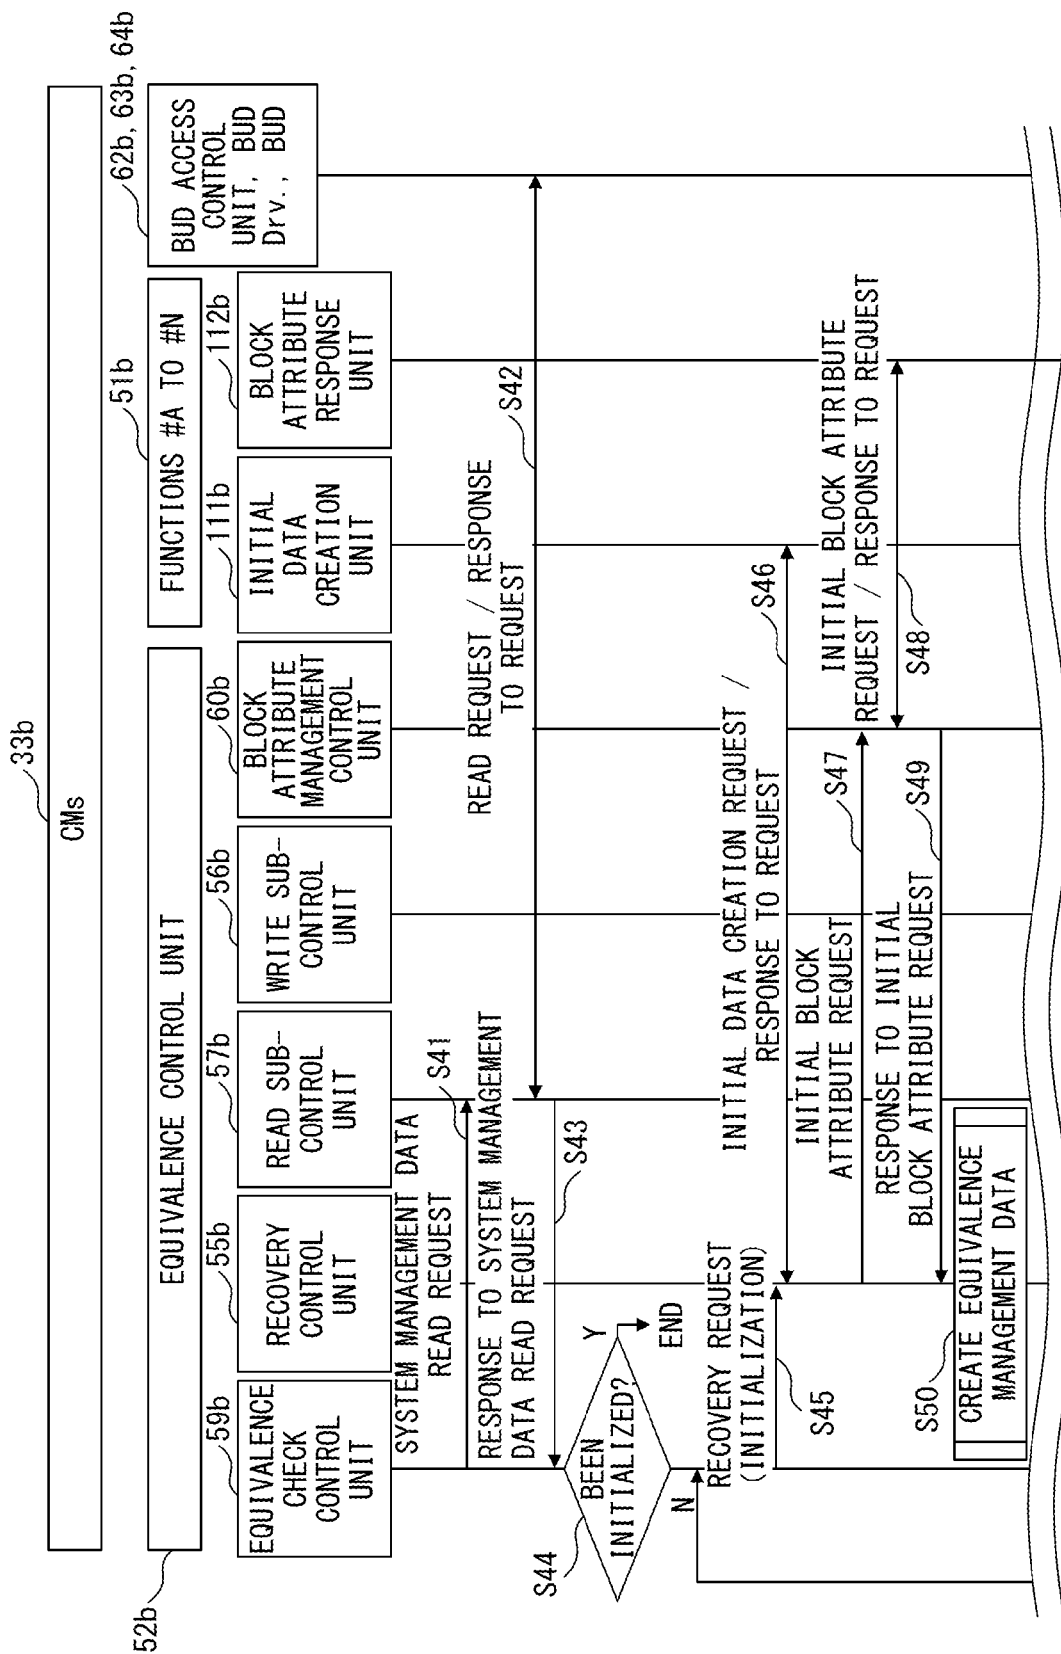 33b
CMs
52b
EQUIVALENCE CONTROL UNIT
51b
FUNCTIONS #A TO #N
62b, 63b, 64b
BUD ACCESS
CONTROL
UNIT, BUD
Drv., BUD
59b
EQUIVALENCE
CHECK
CONTROL
UNIT
55b
RECOVERY
CONTROL
UNIT
57b
READ SUB-
CONTROL
UNIT
56b
WRITE SUB-
CONTROL
UNIT
60b
BLOCK
ATTRIBUTE
MANAGEMENT
CONTROL
UNIT
111b
INITIAL
DATA
CREATION
UNIT
112b
BLOCK
ATTRIBUTE
RESPONSE
UNIT
SYSTEM MANAGEMENT DATA
READ REQUEST
S41
READ REQUEST / RESPONSE
TO REQUEST
S42
RESPONSE TO SYSTEM MANAGEMENT
DATA READ REQUEST
S43
S44
BEEN
INITIALIZED?
Y
END
N
RECOVERY REQUEST
(INITIALIZATION)
S45
INITIAL DATA CREATION REQUEST /
RESPONSE TO REQUEST
S46
INITIAL BLOCK
ATTRIBUTE REQUEST
S47
INITIAL BLOCK ATTRIBUTE
REQUEST / RESPONSE TO REQUEST
S48
RESPONSE TO INITIAL
BLOCK ATTRIBUTE REQUEST
S49
S50
CREATE EQUIVALENCE
MANAGEMENT DATA